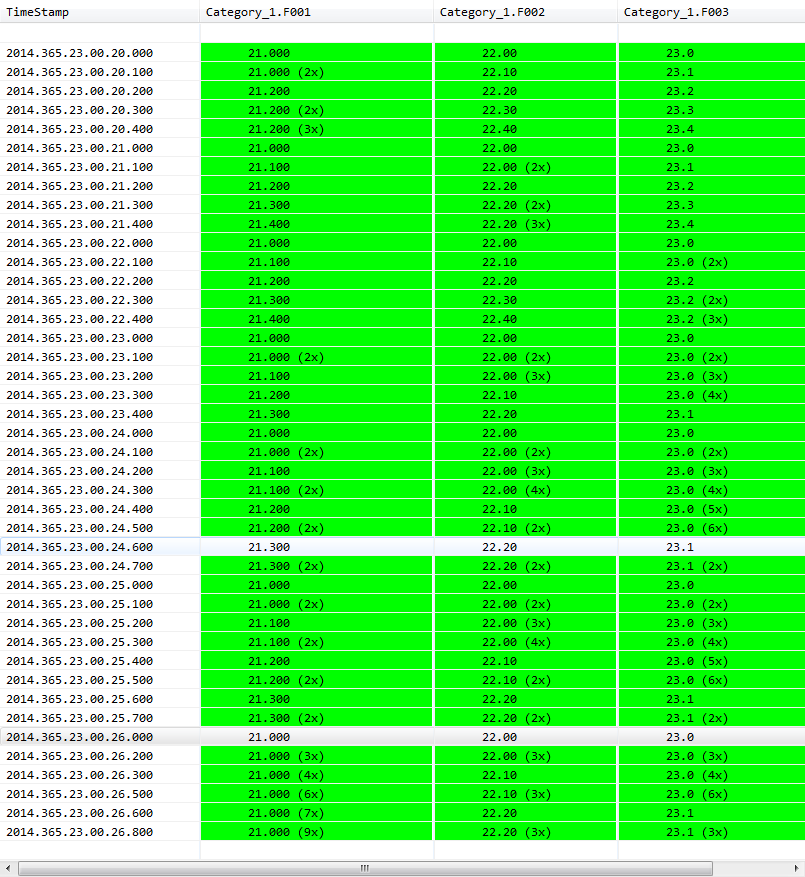 TimeStamp Category_1.F001 Category_1.F002 Category_1.F003
2014.365.23.00.20.000 21.000 22.00 23.0
2014.365.23.00.20.100 21.000 (2x) 22.10 23.1
2014.365.23.00.20.200 21.200 22.20 23.2
2014.365.23.00.20.300 21.200 (2x) 22.30 23.3
2014.365.23.00.20.400 21.200 (3x) 22.40 23.4
2014.365.23.00.21.000 21.000 22.00 23.0
2014.365.23.00.21.100 21.100 22.00 (2x) 23.1
2014.365.23.00.21.200 21.200 22.20 23.2
2014.365.23.00.21.300 21.300 22.20 (2x) 23.3
2014.365.23.00.21.400 21.400 22.20 (3x) 23.4
2014.365.23.00.22.000 21.000 22.00 23.0
2014.365.23.00.22.100 21.100 22.10 23.0 (2x)
2014.365.23.00.22.200 21.200 22.20 23.2
2014.365.23.00.22.300 21.300 22.30 23.2 (2x)
2014.365.23.00.22.400 21.400 22.40 23.2 (3x)
2014.365.23.00.23.000 21.000 22.00 23.0
2014.365.23.00.23.100 21.000 (2x) 22.00 (2x) 23.0 (2x)
2014.365.23.00.23.200 21.100 22.00 (3x) 23.0 (3x)
2014.365.23.00.23.300 21.200 22.10 23.0 (4x)
2014.365.23.00.23.400 21.300 22.20 23.1
2014.365.23.00.24.000 21.000 22.00 23.0
2014.365.23.00.24.100 21.000 (2x) 22.00 (2x) 23.0 (2x)
2014.365.23.00.24.200 21.100 22.00 (3x) 23.0 (3x)
2014.365.23.00.24.300 21.100 (2x) 22.00 (4x) 23.0 (4x)
2014.365.23.00.24.400 21.200 22.10 23.0 (5x)
2014.365.23.00.24.500 21.200 (2x) 22.10 (2x) 23.0 (6x)
2014.365.23.00.24.600 21.300 22.20 23.1
2014.365.23.00.24.700 21.300 (2x) 22.20 (2x) 23.1 (2x)
2014.365.23.00.25.000 21.000 22.00 23.0
2014.365.23.00.25.100 21.000 (2x) 22.00 (2x) 23.0 (2x)
2014.365.23.00.25.200 21.100 22.00 (3x) 23.0 (3x)
2014.365.23.00.25.300 21.100 (2x) 22.00 (4x) 23.0 (4x)
2014.365.23.00.25.400 21.200 22.10 23.0 (5x)
2014.365.23.00.25.500 21.200 (2x) 22.10 (2x) 23.0 (6x)
2014.365.23.00.25.600 21.300 22.20 23.1
2014.365.23.00.25.700 21.300 (2x) 22.20 (2x) 23.1 (2x)
2014.365.23.00.26.000 21.000 22.00 23.0
2014.365.23.00.26.200 21.000 (3x) 22.00 (3x) 23.0 (3x)
2014.365.23.00.26.300 21.000 (4x) 22.10 23.0 (4x)
2014.365.23.00.26.500 21.000 (6x) 22.10 (3x) 23.0 (6x)
2014.365.23.00.26.600 21.000 (7x) 22.20 23.1
2014.365.23.00.26.800 21.000 (9x) 22.20 (3x) 23.1 (3x)